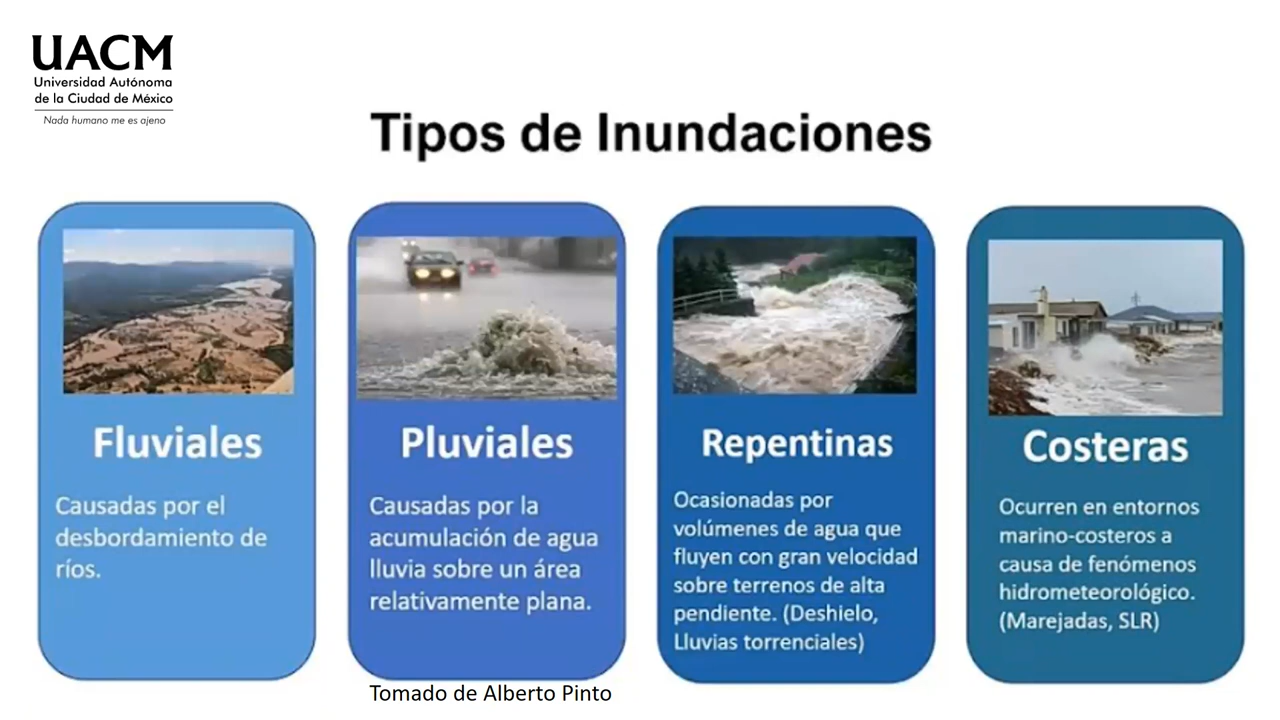 UACM
Universidad Autónoma
de la Ciudad de México
Nada humano me es ajeno
Tipos de Inundaciones
Fluviales
Causadas por el
desbordamiento de
ríos.
Pluviales
Causadas por la
acumulación de agua
lluvia sobre un área
relativamente plana.
Repentinas
Ocasionadas por
volúmenes de agua que
fluyen con gran velocidad
sobre terrenos de alta
pendiente. (Deshielo,
Lluvias torrenciales)
Costeras
Ocurren en entornos
marino-costeros a
causa de fenómenos
hidrometeorológico.
(Marejadas, SLR)
Tomado de Alberto Pinto